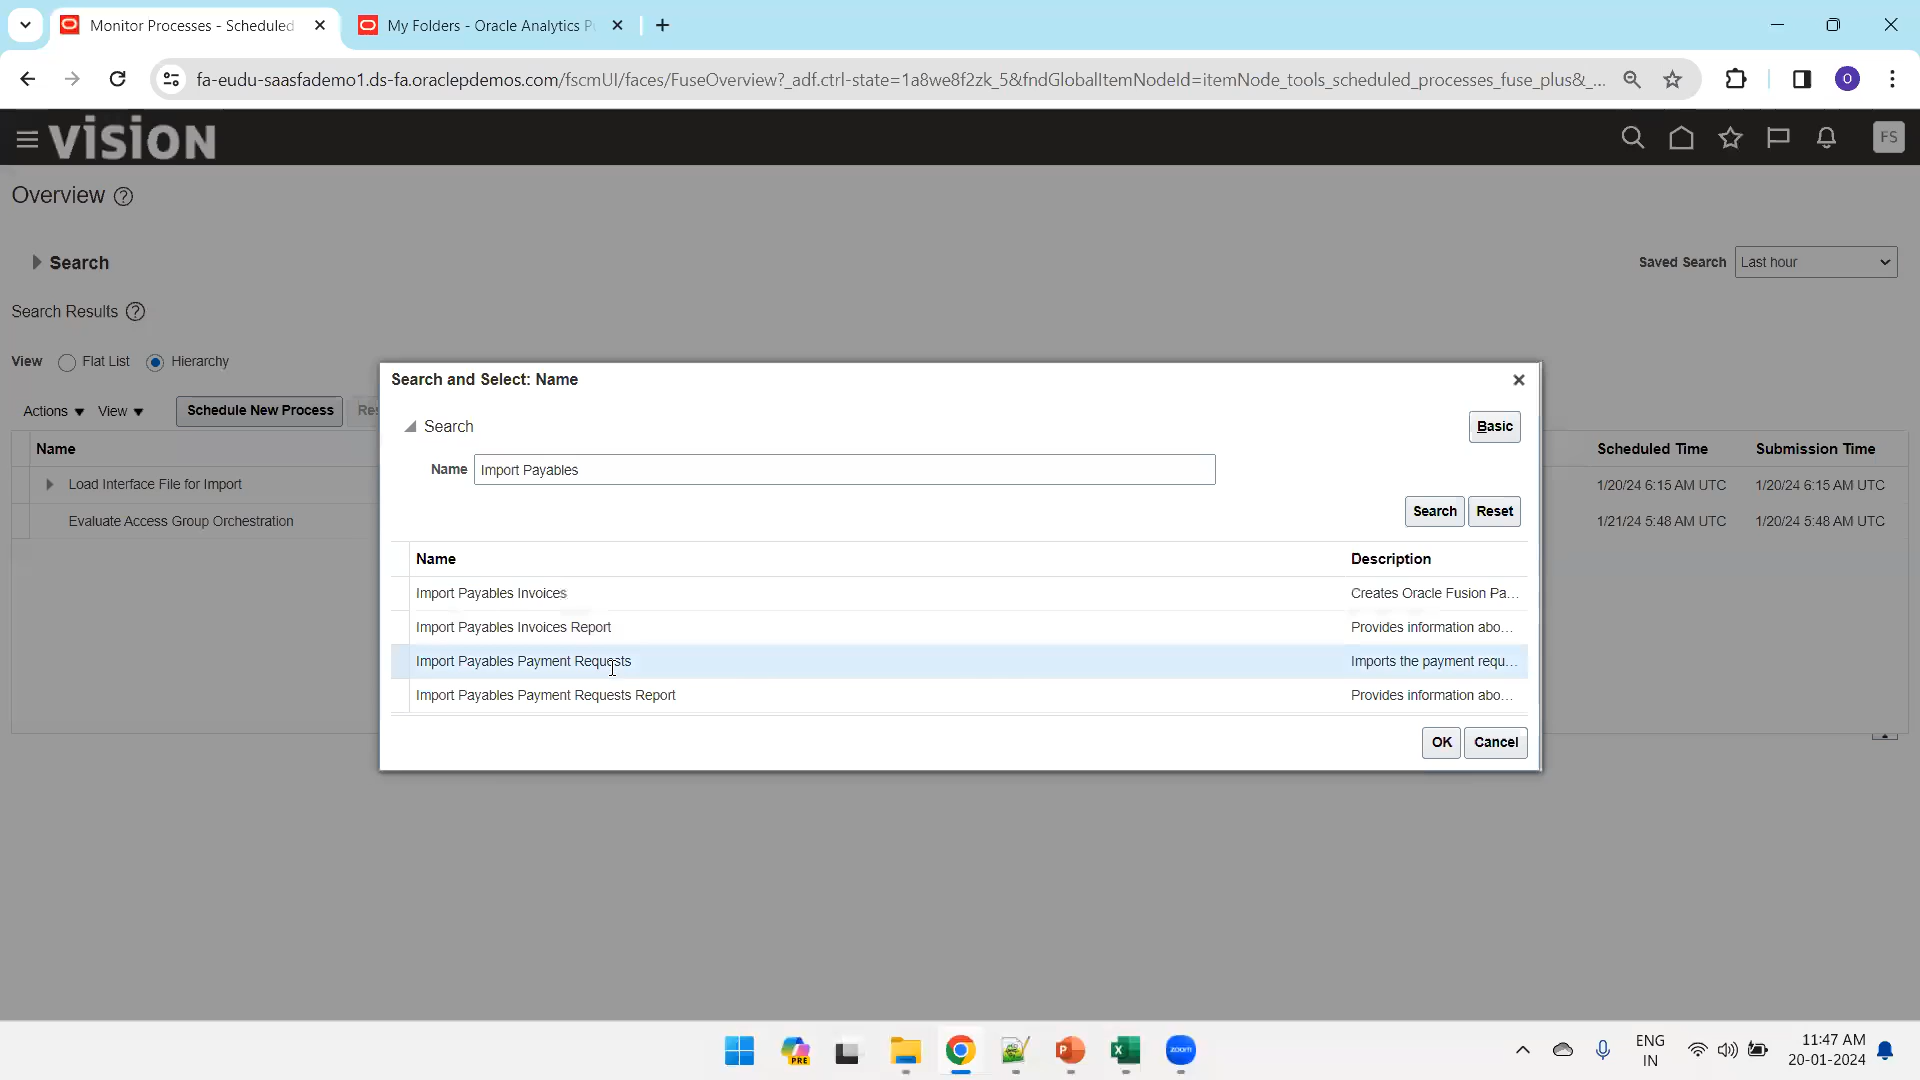 Monitor Processes - Scheduled
My Folders - Oracle Analytics P
fa-eudu-saasfademo1.ds-fa.oraclepdemos.com/fscmUI/faces/FuseOverview?_adf.ctrl-state=1a8we8f2zk_5&fndGlobalItemNodeId=itemNode_tools_scheduled_processes_fuse_plus&_...
O
VISION
FS
Overview
Search
Saved Search Last hour
Search Results
View Flat List Hierarchy
Actions View Schedule New Process Res
Name Scheduled Time Submission Time
Load Interface File for Import 1/20/24 6:15 AM UTC 1/20/24 6:15 AM UTC
Evaluate Access Group Orchestration 1/21/24 5:48 AM UTC 1/20/24 5:48 AM UTC
Search and Select: Name
Search
Basic
Name Import Payables
Search Reset
Name Description
Import Payables Invoices Creates Oracle Fusion Pa...
Import Payables Invoices Report Provides information abo...
Import Payables Payment Requests Imports the payment requ...
Import Payables Payment Requests Report Provides information abo...
OK Cancel
PRE
zoom
ENG
IN
11:47 AM
20-01-2024